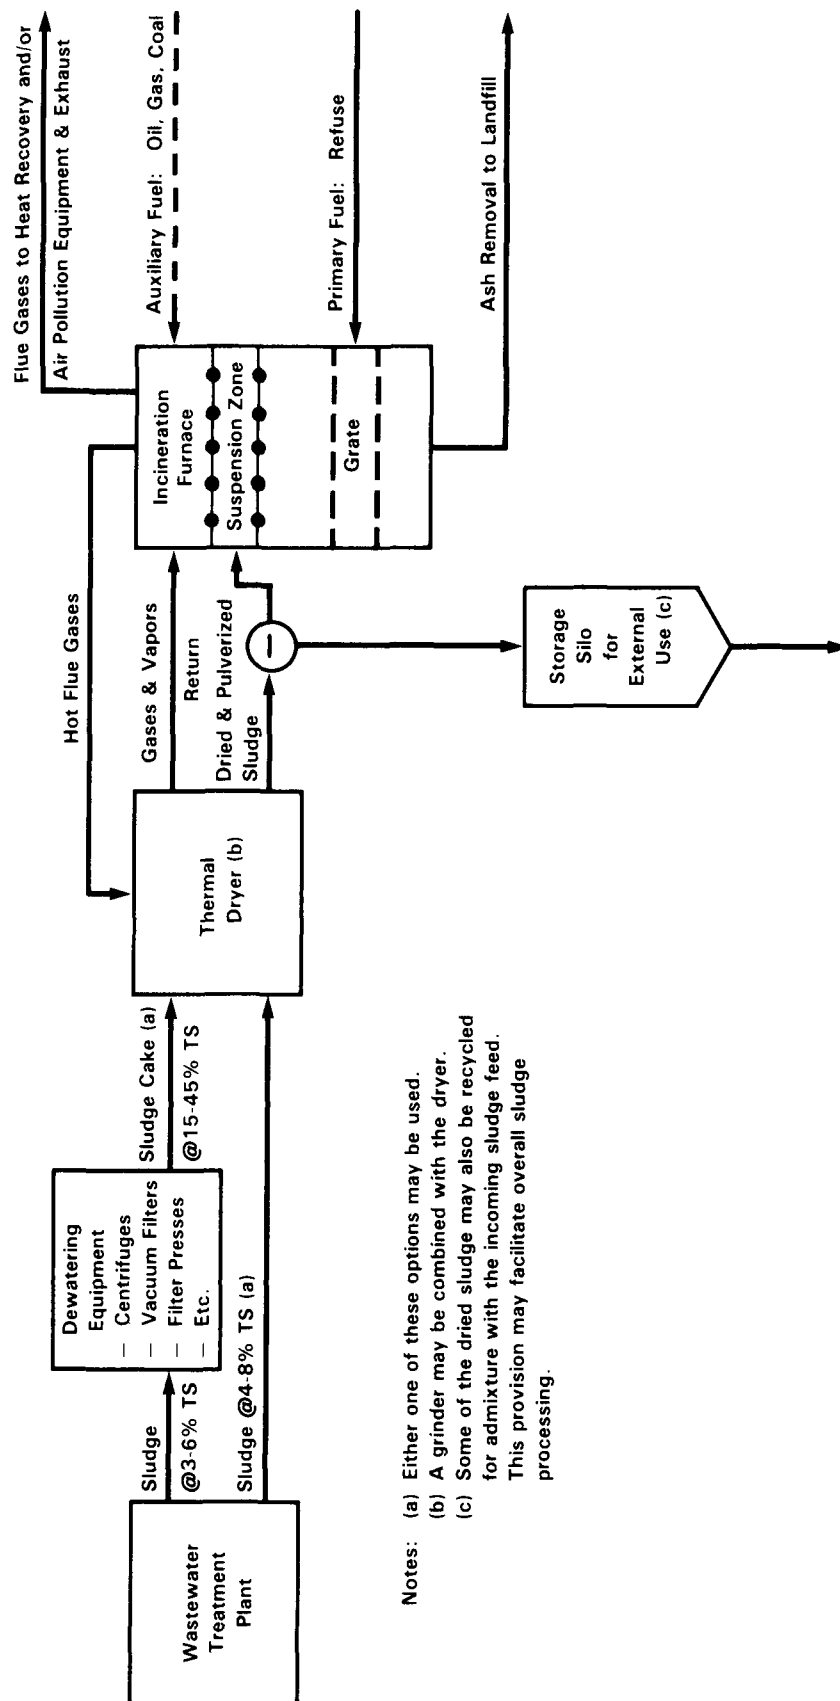 Wastewater
Treatment
Plant
Sludge
@3-6% TS
Sludge @4-8% TS (a)
Dewatering
Equipment
— Centrifuges
— Vacuum Filters
— Filter Presses
— Etc.
Sludge Cake (a)
@15-45% TS
Thermal
Dryer (b)
Hot Flue Gases
Gases & Vapors
Return
Dried & Pulverized
Sludge
Incineration
Furnace
Suspension Zone
Grate
Storage
Silo
for
External
Use (c)
Flue Gases to Heat Recovery and/or
Air Pollution Equipment & Exhaust
Auxiliary Fuel: Oil, Gas, Coal
Primary Fuel: Refuse
Ash Removal to Landfill
Notes: (a) Either one of these options may be used.
(b) A grinder may be combined with the dryer.
(c) Some of the dried sludge may also be recycled
for admixture with the incoming sludge feed.
This provision may facilitate overall sludge
processing.